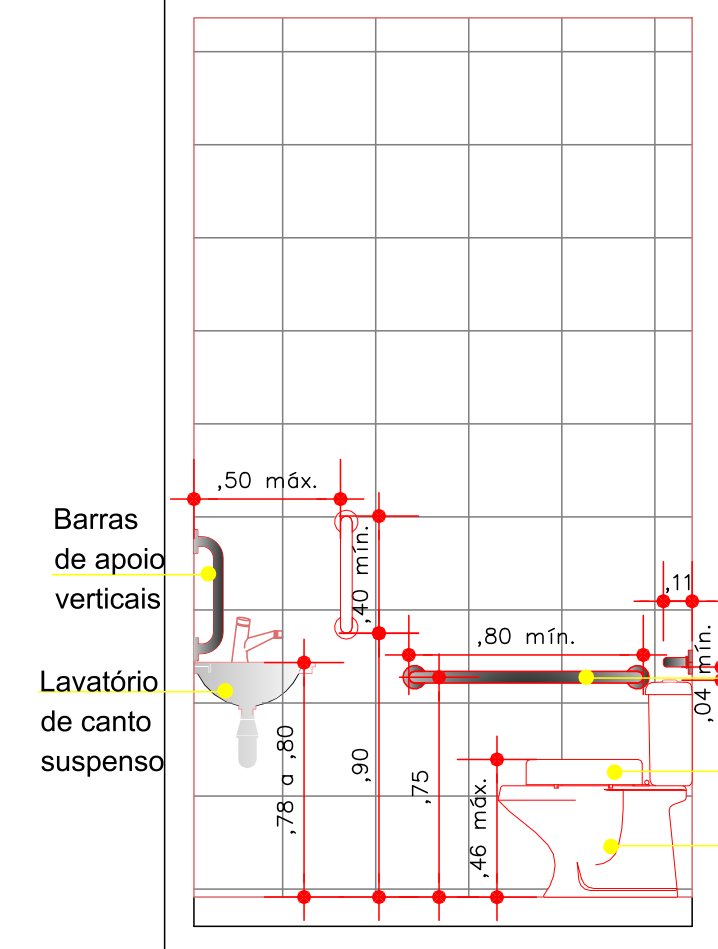 ,50 máx.
Barras
de apoio
verticais
,40 mín.
,11
,80 mín.
,04 mín.
Lavatório
de canto
suspenso
,78 a ,80
,90
,75
,46 máx.